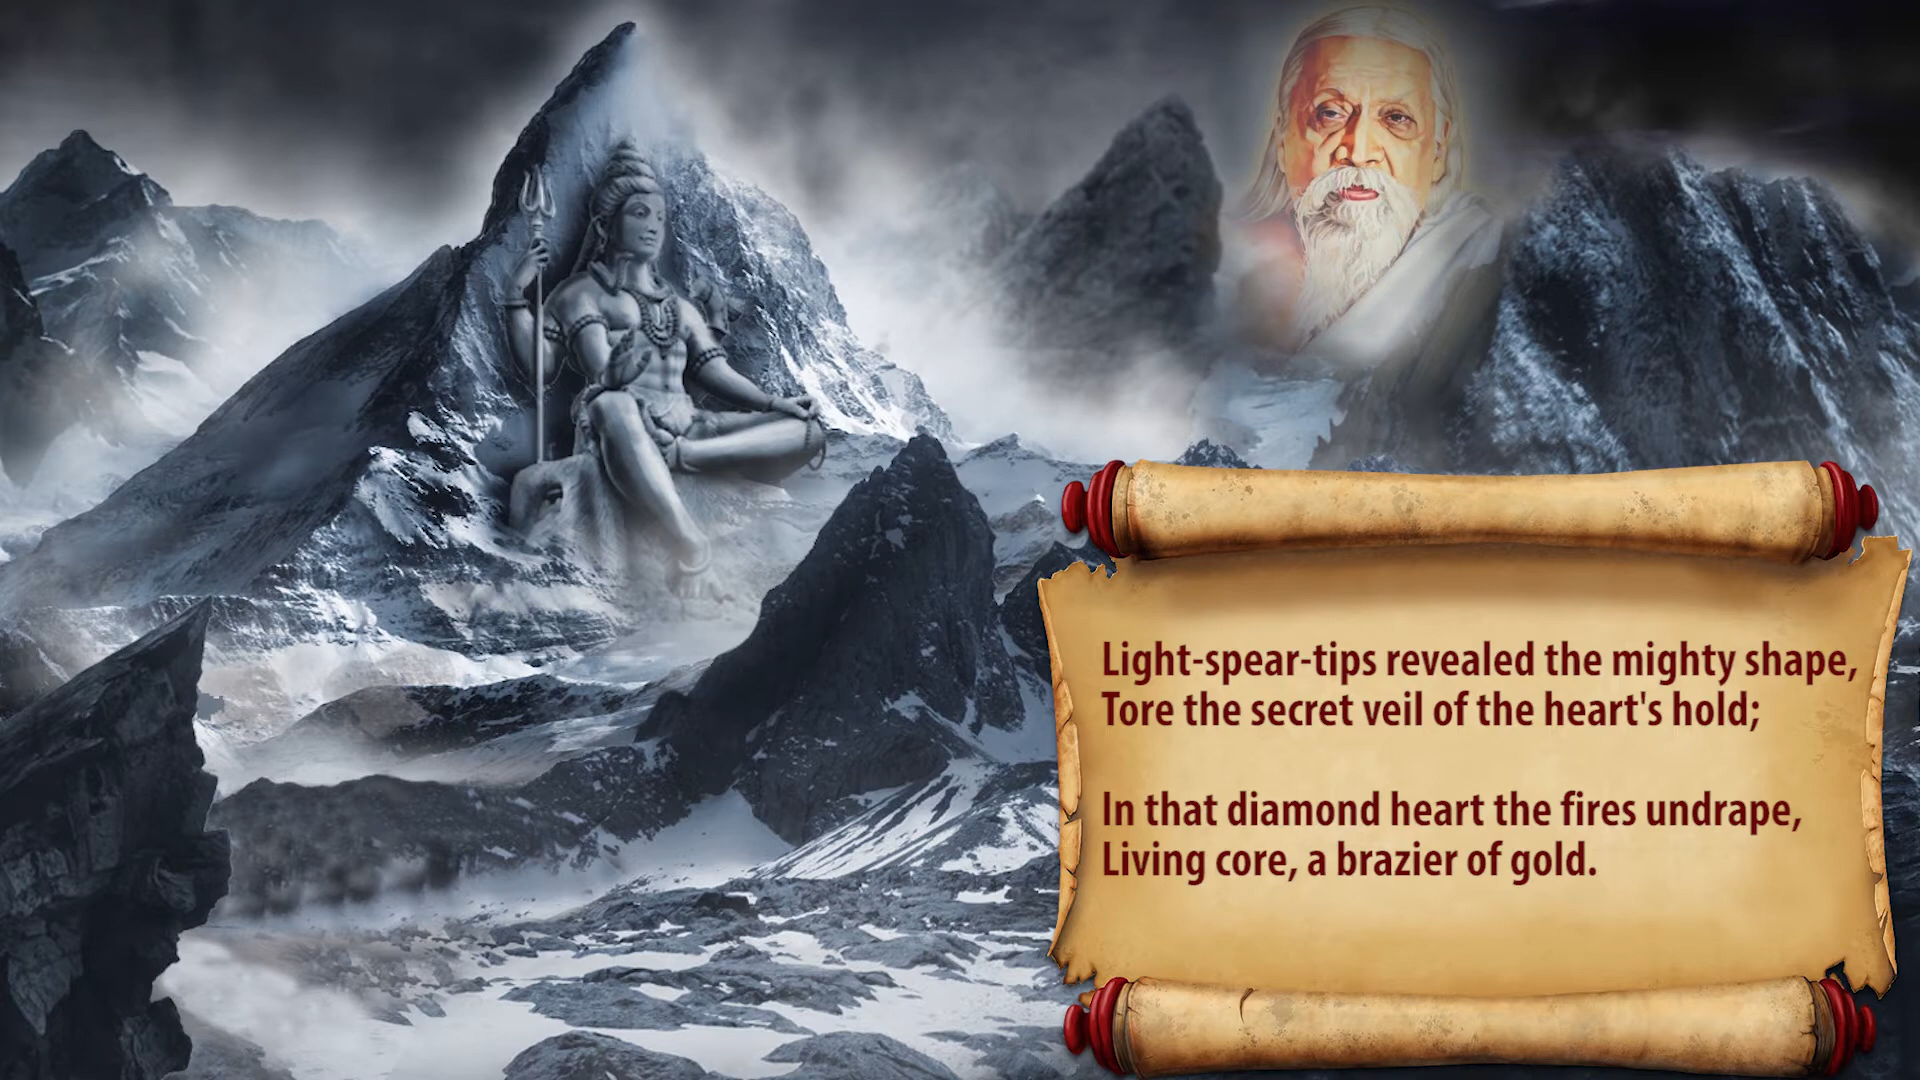 Light-spear-tips revealed the mighty shape,
Tore the secret veil of the heart's hold;
In that diamond heart the fires undrape,
Living core, a brazier of gold.